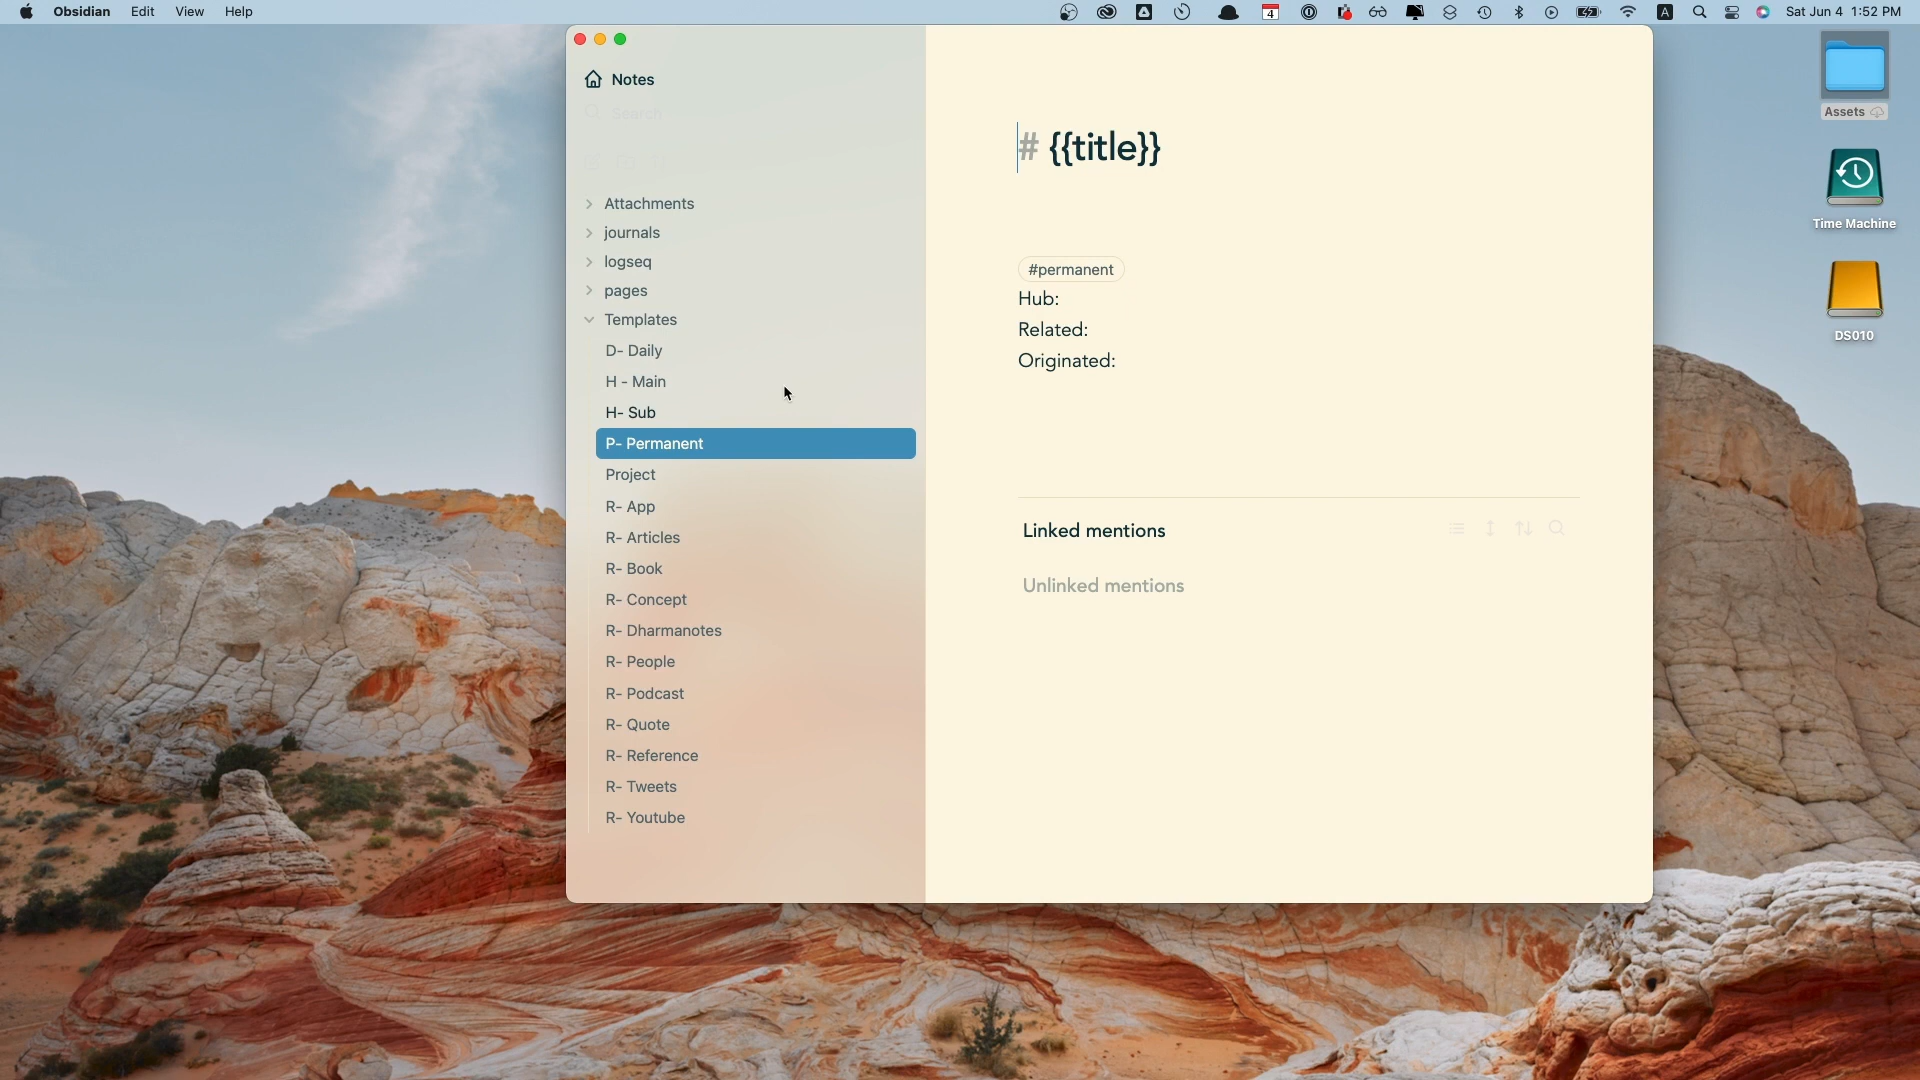 Obsidian Edit View Help
4
A
Sat Jun 4 1:52 PM
Notes
Search
Attachments
journals
logseq
pages
Templates
D- Daily
H - Main
H- Sub
P- Permanent
Project
R- App
R- Articles
R- Book
R- Concept
R- Dharmanotes
R- People
R- Podcast
R- Quote
R- Reference
R- Tweets
R- Youtube
# {{title}}
#permanent
Hub:
Related:
Originated:
Linked mentions
Unlinked mentions
Assets
Time Machine
DS010